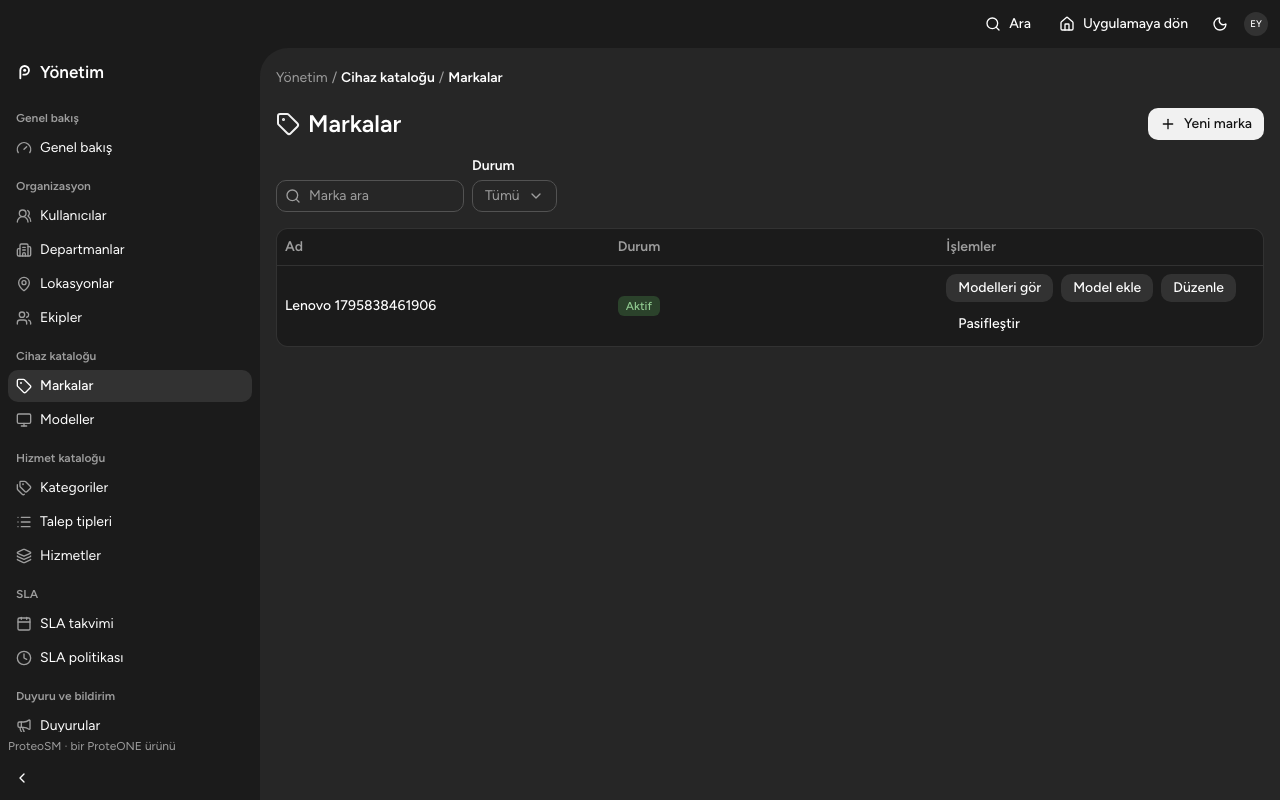 Ara
Uygulamaya dön
EY
Yönetim
Genel bakış
Genel bakış
Organizasyon
Kullanıcılar
Departmanlar
Lokasyonlar
Ekipler
Cihaz kataloğu
Markalar
Modeller
Hizmet kataloğu
Kategoriler
Talep tipleri
Hizmetler
SLA
SLA takvimi
SLA politikası
Duyuru ve bildirim
Duyurular
ProteoSM · bir ProteONE ürünü
Yönetim / Cihaz kataloğu / Markalar
Markalar
Yeni marka
Durum
Marka ara
Tümü
Ad Durum İşlemler
Lenovo 1795838461906 Aktif Modelleri gör Model ekle Düzenle
Pasifleştir